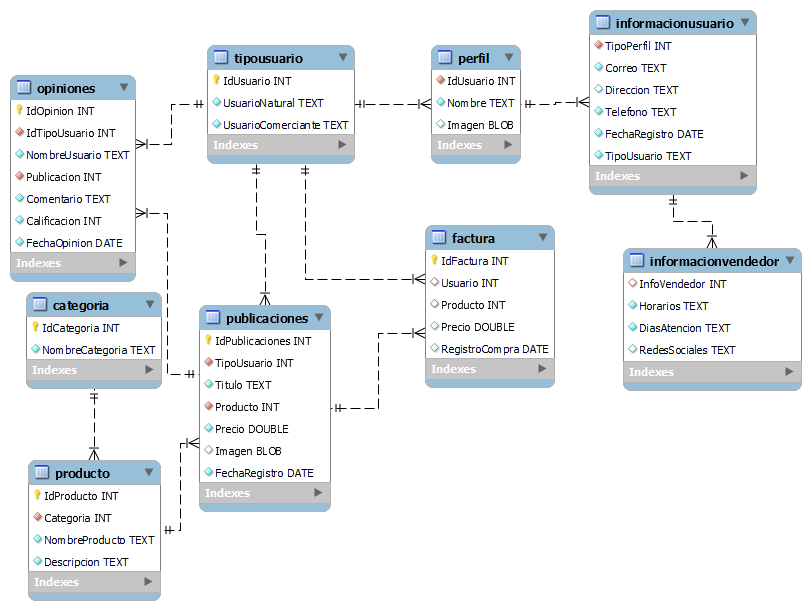 opiniones
IdOpinion INT
IdTipoUsuario INT
NombreUsuario TEXT
Publicacion INT
Comentario TEXT
Calificacion INT
FechaOpinion DATE
Indexes
tipousuario
IdUsuario INT
UsuarioNatural TEXT
UsuarioComerciante TEXT
Indexes
perfil
IdUsuario INT
Nombre TEXT
Imagen BLOB
Indexes
informacionusuario
TipoPerfil INT
Correo TEXT
Direccion TEXT
Telefono TEXT
FechaRegistro DATE
TipoUsuario TEXT
Indexes
categoria
IdCategoria INT
NombreCategoria TEXT
Indexes
publicaciones
IdPublicaciones INT
TipoUsuario INT
Titulo TEXT
Producto INT
Precio DOUBLE
Imagen BLOB
FechaRegistro DATE
Indexes
factura
IdFactura INT
Usuario INT
Producto INT
Precio DOUBLE
RegistroCompra DATE
Indexes
informacionvendedor
InfoVendedor INT
Horarios TEXT
DiasAtencion TEXT
RedesSociales TEXT
Indexes
producto
IdProducto INT
Categoria INT
NombreProducto TEXT
Descripcion TEXT
Indexes